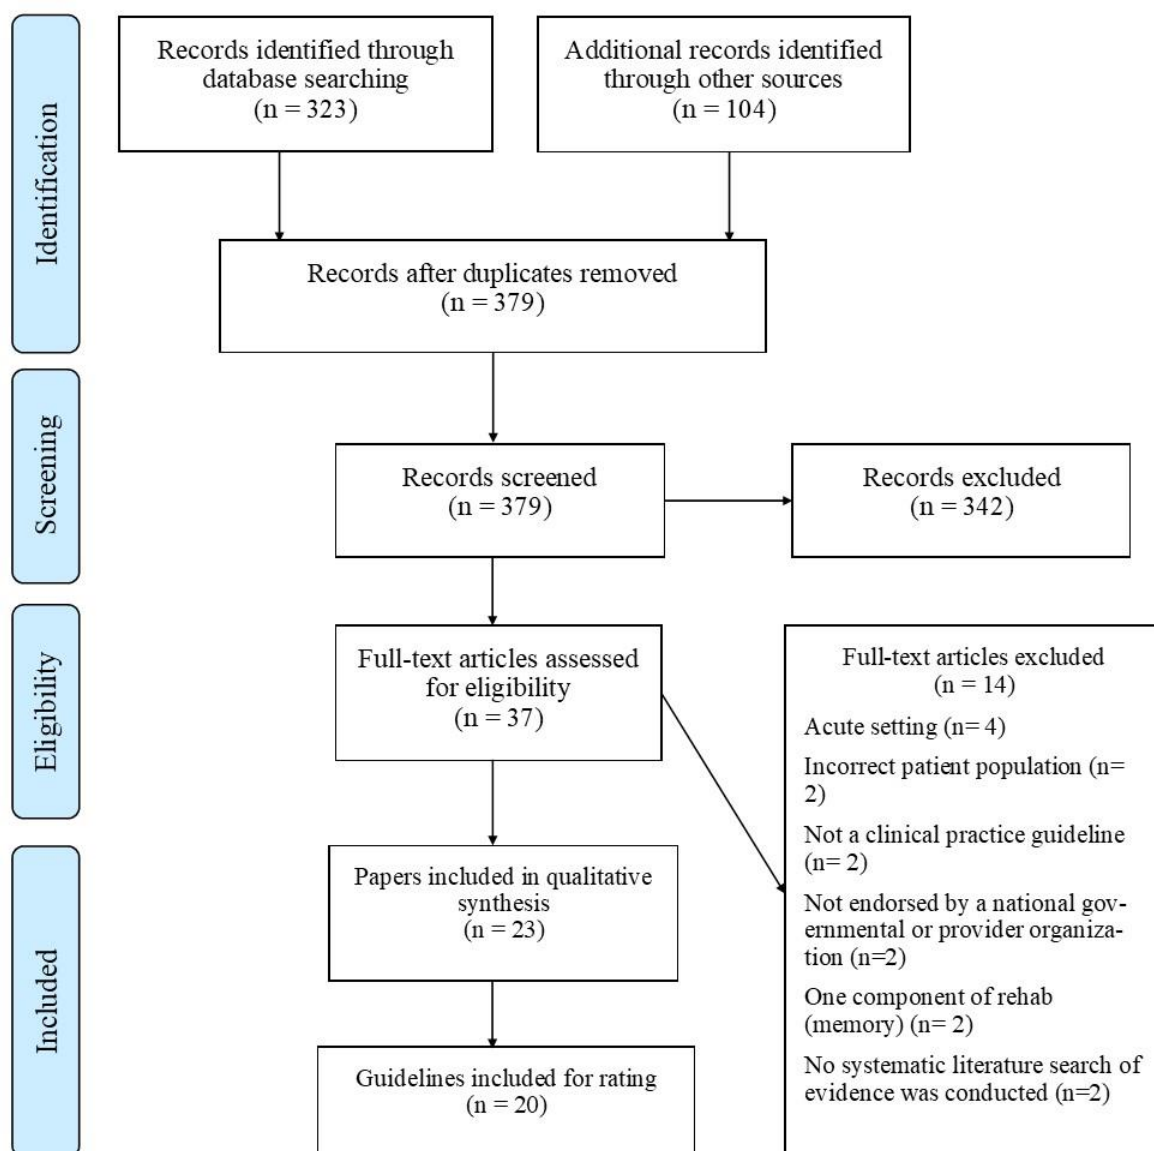 Identification
Records identified through
database searching
(n = 323)
Additional records identified
through other sources
(n = 104)
Records after duplicates removed
(n = 379)
Screening
Records screened
(n = 379)
Records excluded
(n = 342)
Eligibility
Full-text articles assessed
for eligibility
(n = 37)
Full-text articles excluded
(n = 14)
Acute setting (n= 4)
Incorrect patient population (n=
2)
Not a clinical practice guideline
(n= 2)
Not endorsed by a national gov-
ernmental or provider organiza-
tion (n=2)
One component of rehab
(memory) (n= 2)
No systematic literature search of
evidence was conducted (n=2)
Included
Papers included in qualitative
synthesis
(n = 23)
Guidelines included for rating
(n = 20)